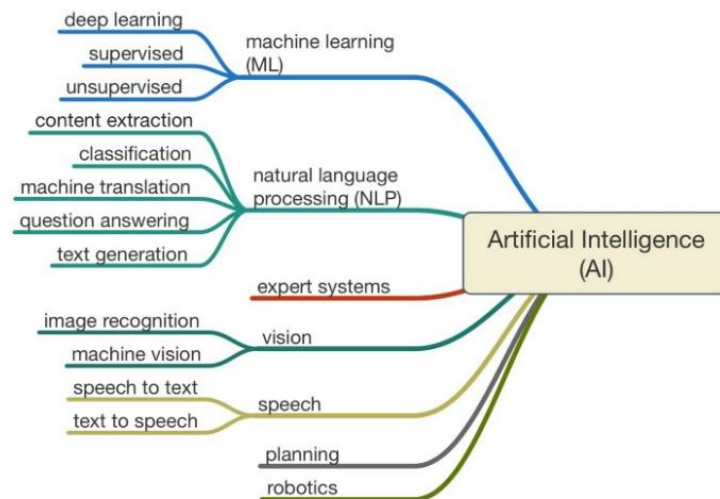 deep learning
supervised
unsupervised
machine learning
(ML)
content extraction
classification
machine translation
question answering
text generation
natural language
processing (NLP)
Artificial Intelligence
(AI)
expert systems
image recognition
machine vision
vision
speech to text
text to speech
speech
planning
robotics